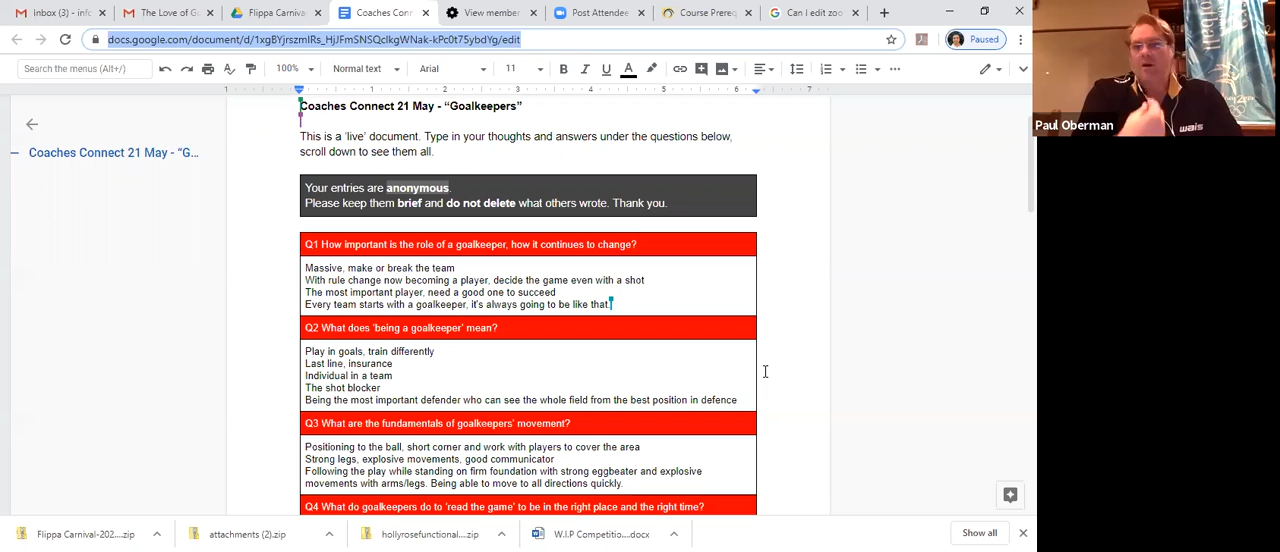 Inbox (3) - info
The Love of Go
Flippa Carniva
Coaches Conn
View member
Post Attendee
Course Prereq
Can I edit zoo
docs.google.com/document/d/1xgBYjrszmIRs_HjJFmSNSQclkgWNak-kPc0t75ybdYg/edit
Paused
Search the menus (Alt+/)
100%
Normal text
Arial
11
B I U A
1 1 2 3 4 5 6 7
Coaches Connect 21 May - “G...
Coaches Connect 21 May - “Goalkeepers”
This is a ‘live’ document. Type in your thoughts and answers under the questions below,
scroll down to see them all.
Your entries are anonymous.
Please keep them brief and do not delete what others wrote. Thank you.
Q1 How important is the role of a goalkeeper, how it continues to change?
Massive, make or break the team
With rule change now becoming a player, decide the game even with a shot
The most important player, need a good one to succeed
Every team starts with a goalkeeper, it’s always going to be like that.
Q2 What does 'being a goalkeeper' mean?
Play in goals, train differently
Last line, insurance
Individual in a team
The shot blocker
Being the most important defender who can see the whole field from the best position in defence
Q3 What are the fundamentals of goalkeepers' movement?
Positioning to the ball, short corner and work with players to cover the area
Strong legs, explosive movements, good communicator
Following the play while standing on firm foundation with strong eggbeater and explosive
movements with arms/legs. Being able to move to all directions quickly.
Q4 What do goalkeepers do to 'read the game' to be in the right place and the right time?
Flippa Carnival-202....zip
attachments (2).zip
hollyrosefunctional....zip
W.I.P Competitio....docx
Show all
Paul Oberman
wais